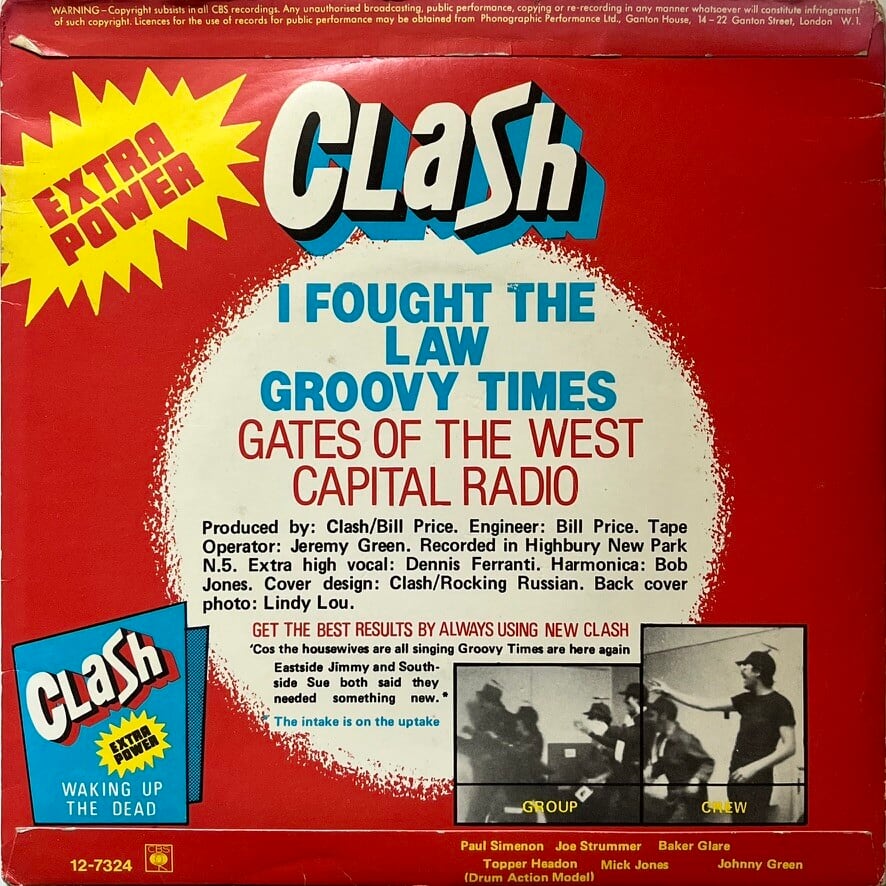 WARNING–Copyright subsists in all CBS recordings. Any unauthorised broadcasting, public performance, copying or re-recording in any manner whatsoever will constitute infringement
of such copyright. Licences for the use of records for public performance may be obtained from Phonographic Performance Ltd., Ganton House, 14–22 Ganton Street, London W.1.
EXTRA
POWER
CLaSh
I FOUGHT THE
LAW
GROOVY TIMES
GATES OF THE WEST
CAPITAL RADIO
Produced by: Clash/Bill Price. Engineer: Bill Price. Tape
Operator: Jeremy Green. Recorded in Highbury New Park
N.5. Extra high vocal: Dennis Ferranti. Harmonica: Bob
Jones. Cover design: Clash/Rocking Russian. Back cover
photo: Lindy Lou.
GET THE BEST RESULTS BY ALWAYS USING NEW CLASH
'Cos the housewives are all singing Groovy Times are here again
Eastside Jimmy and South-
side Sue both said they
needed something new.*
* The intake is on the uptake
CLaSh
EXTRA
POWER
WAKING UP
THE DEAD
GROUP
CREW
12-7324
CBS
Paul Simenon Joe Strummer Baker Glare
Topper Headon Mick Jones Johnny Green
(Drum Action Model)